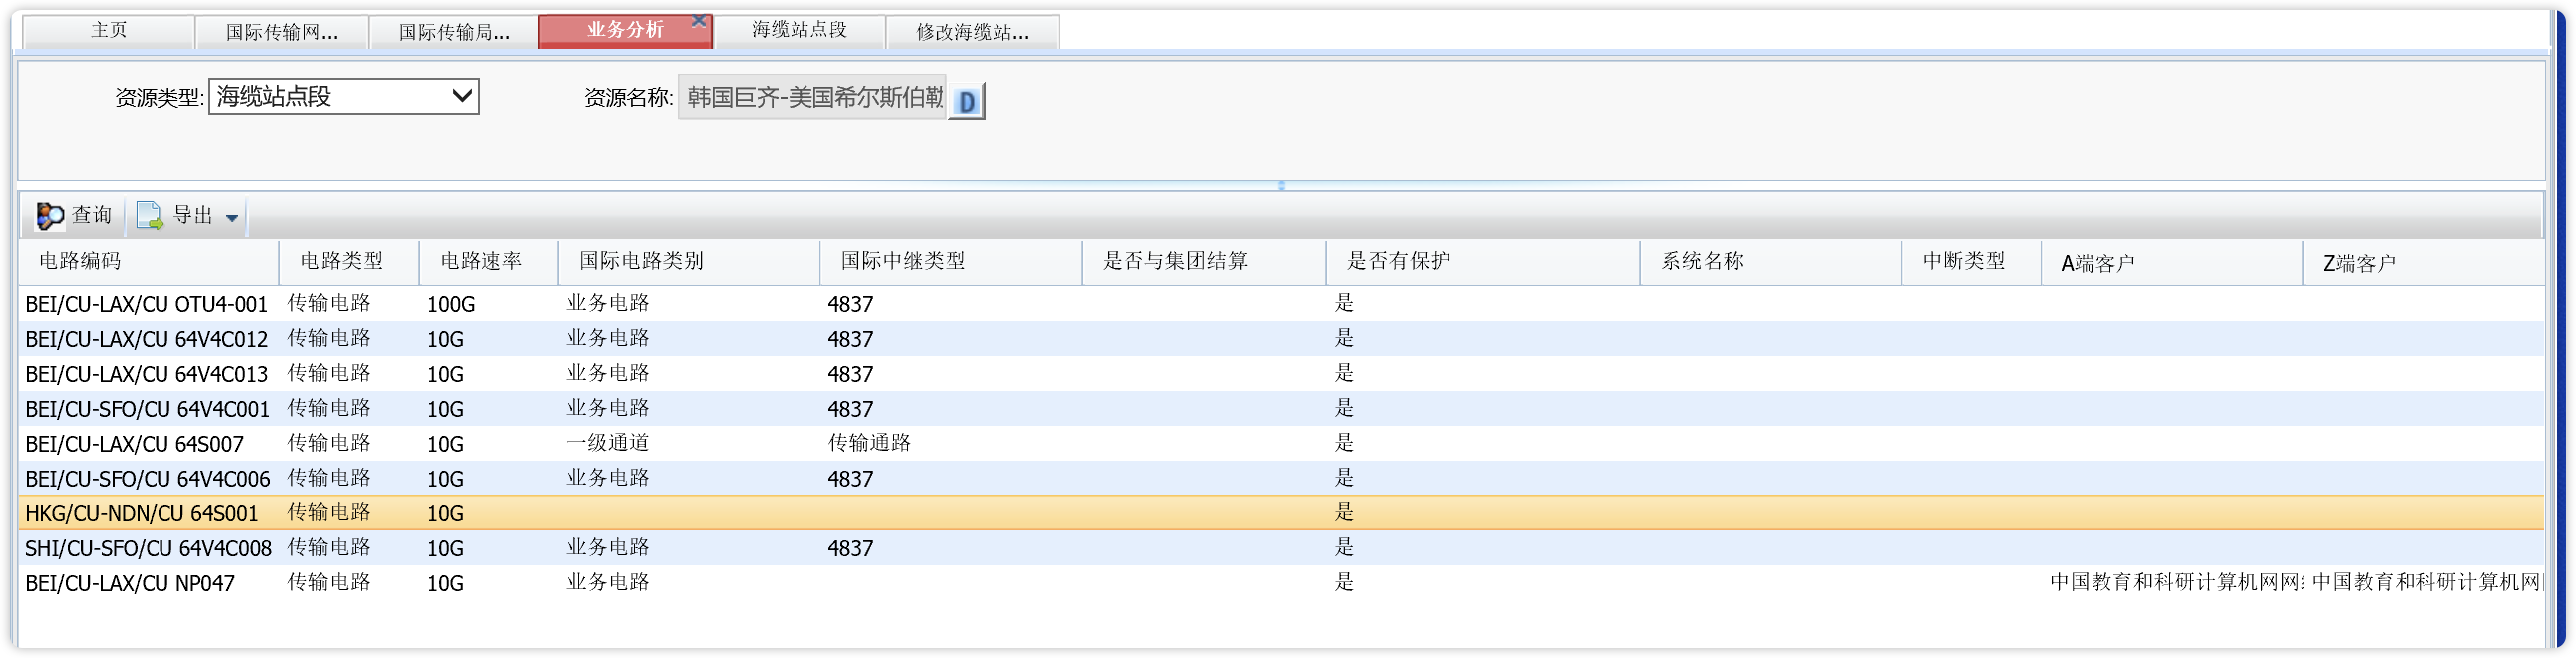 主页 国际传输网... 国际传输局... 业务分析 海缆站点段 修改海缆站...
资源类型: 海缆站点段 资源名称: 韩国巨齐-美国希尔斯伯勒 D
查询 导出
电路编码 电路类型 电路速率 国际电路类别 国际中继类型 是否与集团结算 是否有保护 系统名称 中断类型 A端客户 Z端客户
BEI/CU-LAX/CU OTU4-001 传输电路 100G 业务电路 4837 是
BEI/CU-LAX/CU 64V4C012 传输电路 10G 业务电路 4837 是
BEI/CU-LAX/CU 64V4C013 传输电路 10G 业务电路 4837 是
BEI/CU-SFO/CU 64V4C001 传输电路 10G 业务电路 4837 是
BEI/CU-LAX/CU 64S007 传输电路 10G 一级通道 传输通路 是
BEI/CU-SFO/CU 64V4C006 传输电路 10G 业务电路 4837 是
HKG/CU-NDN/CU 64S001 传输电路 10G 是
SHI/CU-SFO/CU 64V4C008 传输电路 10G 业务电路 4837 是
BEI/CU-LAX/CU NP047 传输电路 10G 业务电路 是 中国教育和科研计算机网网 中国教育和科研计算机网